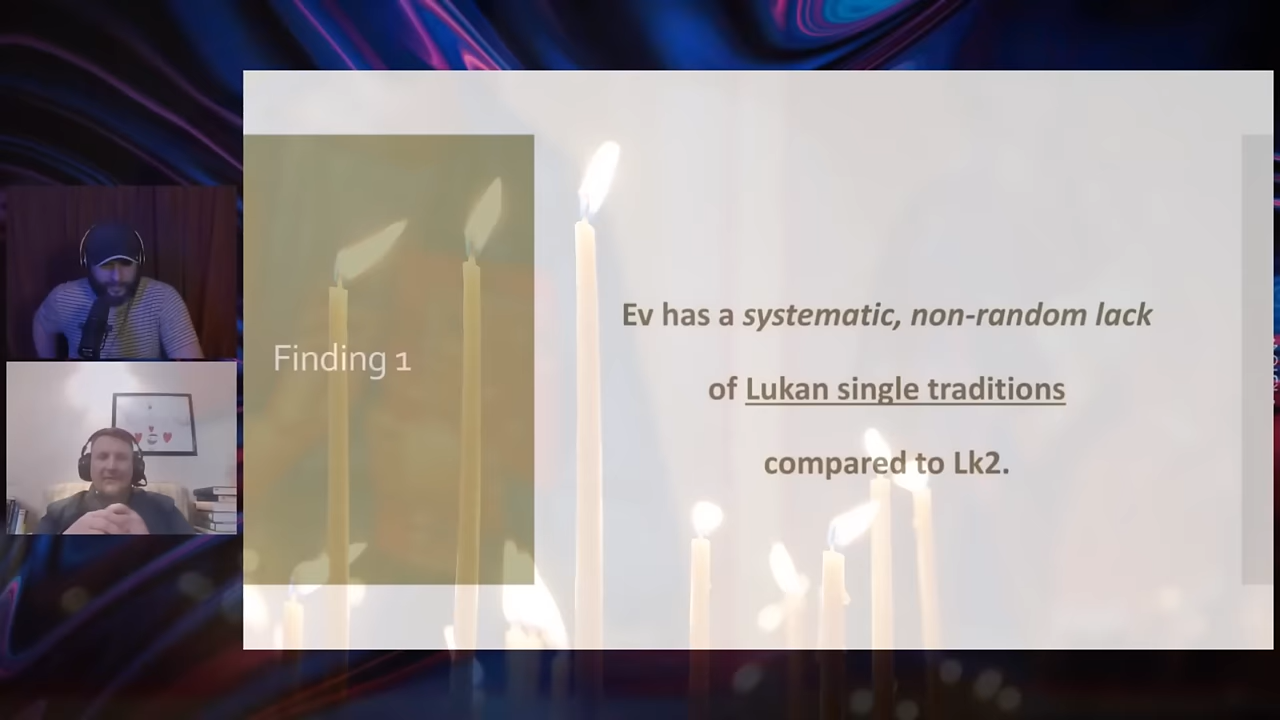 Finding 1
Ev has a systematic, non-random lack
of Lukan single traditions
compared to Lk2.